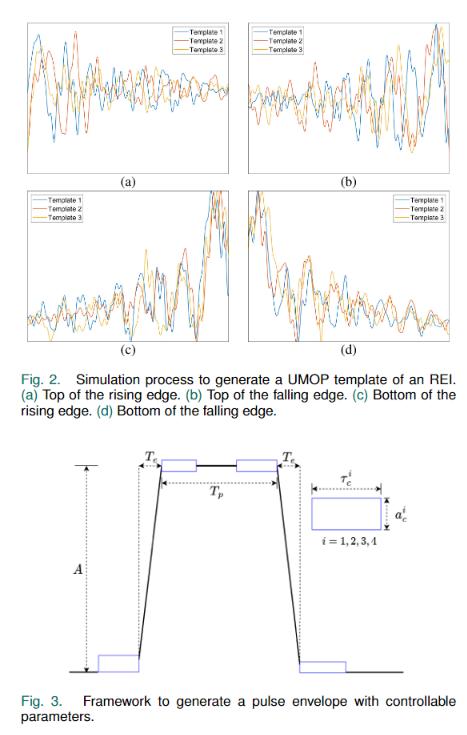 Template 1
Template 2
Template 3
Template 1
Template 2
Template 3
(a)
(b)
Template 1
Template 2
Template 3
Template 1
Template 2
Template 3
(c)
(d)
Fig. 2. Simulation process to generate a UMOP template of an REI.
(a) Top of the rising edge. (b) Top of the falling edge. (c) Bottom of the
rising edge. (d) Bottom of the falling edge.
T_e
T_e
T_p
τ_c^i
a_c^i
i = 1, 2, 3, 4
A
Fig. 3. Framework to generate a pulse envelope with controllable
parameters.